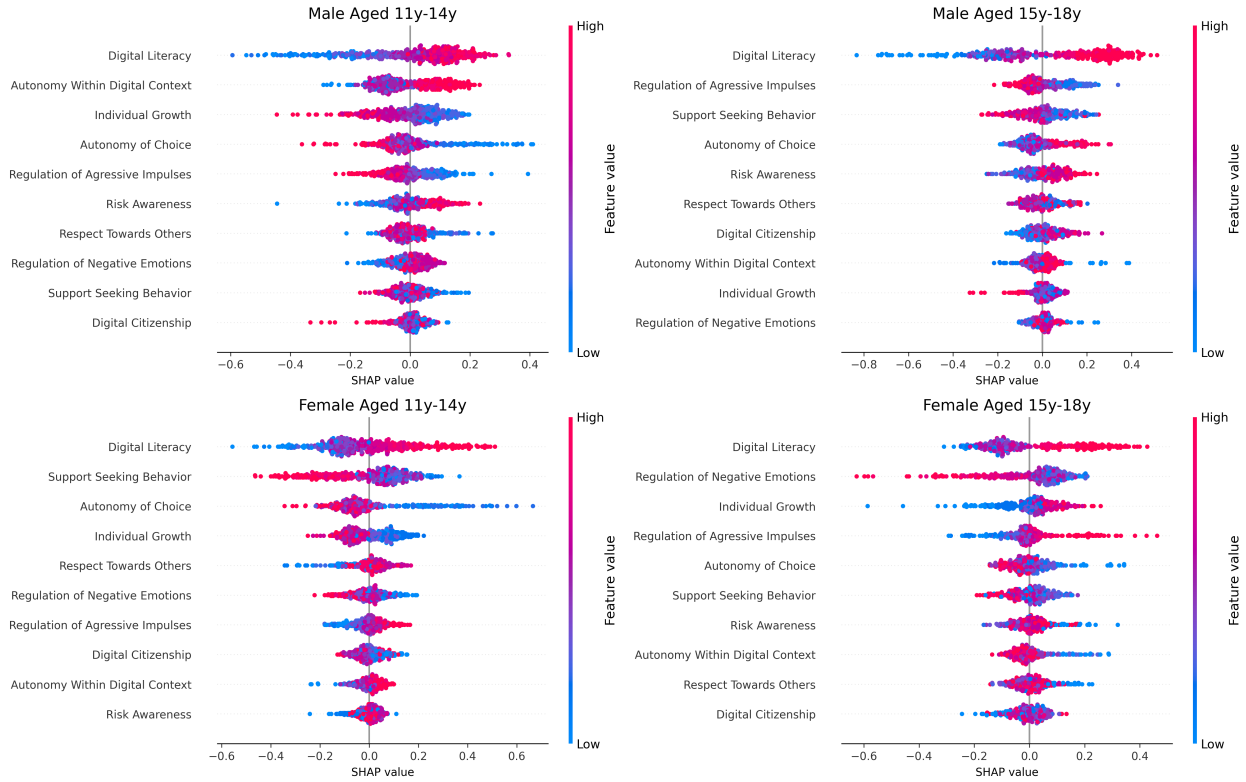 Male Aged 11y-14y
High
Digital Literacy
Autonomy Within Digital Context
Individual Growth
Autonomy of Choice
Regulation of Agressive Impulses
Risk Awareness
Respect Towards Others
Regulation of Negative Emotions
Support Seeking Behavior
Digital Citizenship
Feature value
Low
−0.6 −0.4 −0.2 0.0 0.2 0.4
SHAP value
Male Aged 15y-18y
High
Digital Literacy
Regulation of Agressive Impulses
Support Seeking Behavior
Autonomy of Choice
Risk Awareness
Respect Towards Others
Digital Citizenship
Autonomy Within Digital Context
Individual Growth
Regulation of Negative Emotions
Feature value
Low
−0.8 −0.6 −0.4 −0.2 0.0 0.2 0.4
SHAP value
Female Aged 11y-14y
High
Digital Literacy
Support Seeking Behavior
Autonomy of Choice
Individual Growth
Respect Towards Others
Regulation of Negative Emotions
Regulation of Agressive Impulses
Digital Citizenship
Autonomy Within Digital Context
Risk Awareness
Feature value
Low
−0.6 −0.4 −0.2 0.0 0.2 0.4 0.6
SHAP value
Female Aged 15y-18y
High
Digital Literacy
Regulation of Negative Emotions
Individual Growth
Regulation of Agressive Impulses
Autonomy of Choice
Support Seeking Behavior
Risk Awareness
Autonomy Within Digital Context
Respect Towards Others
Digital Citizenship
Feature value
Low
−0.6 −0.4 −0.2 0.0 0.2 0.4
SHAP value